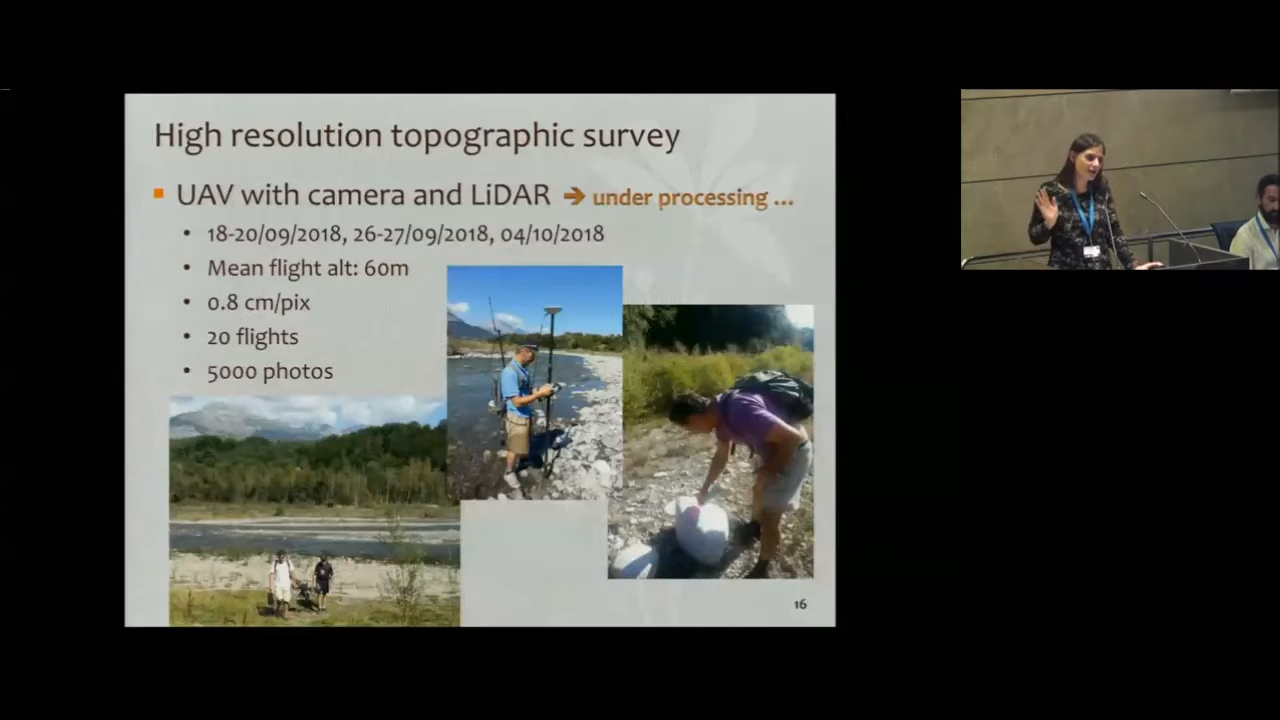 High resolution topographic survey
UAV with camera and LiDAR → under processing ...
18-20/09/2018, 26-27/09/2018, 04/10/2018
Mean flight alt: 60m
0.8 cm/pix
20 flights
5000 photos
16